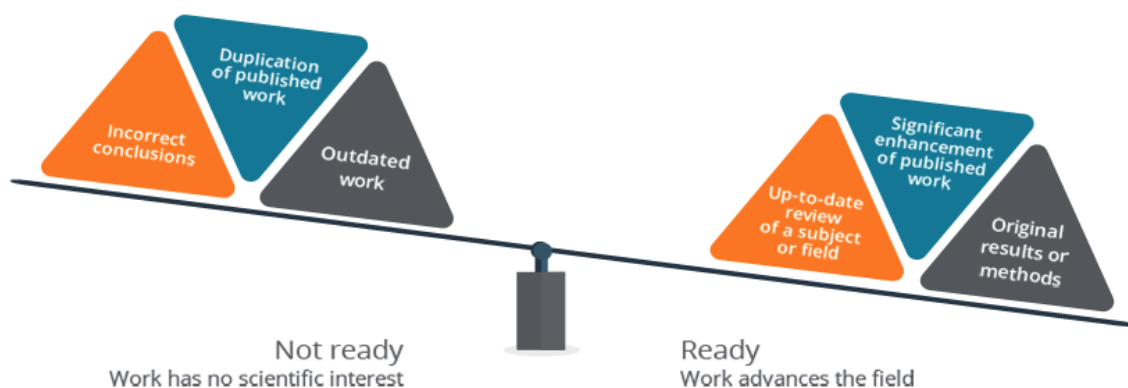 Incorrect
conclusions
Duplication
of published
work
Outdated
work
Up-to-date
review
of a subject
or field
Significant
enhancement
of published
work
Original
results or
methods
Not ready
Work has no scientific interest
Ready
Work advances the field